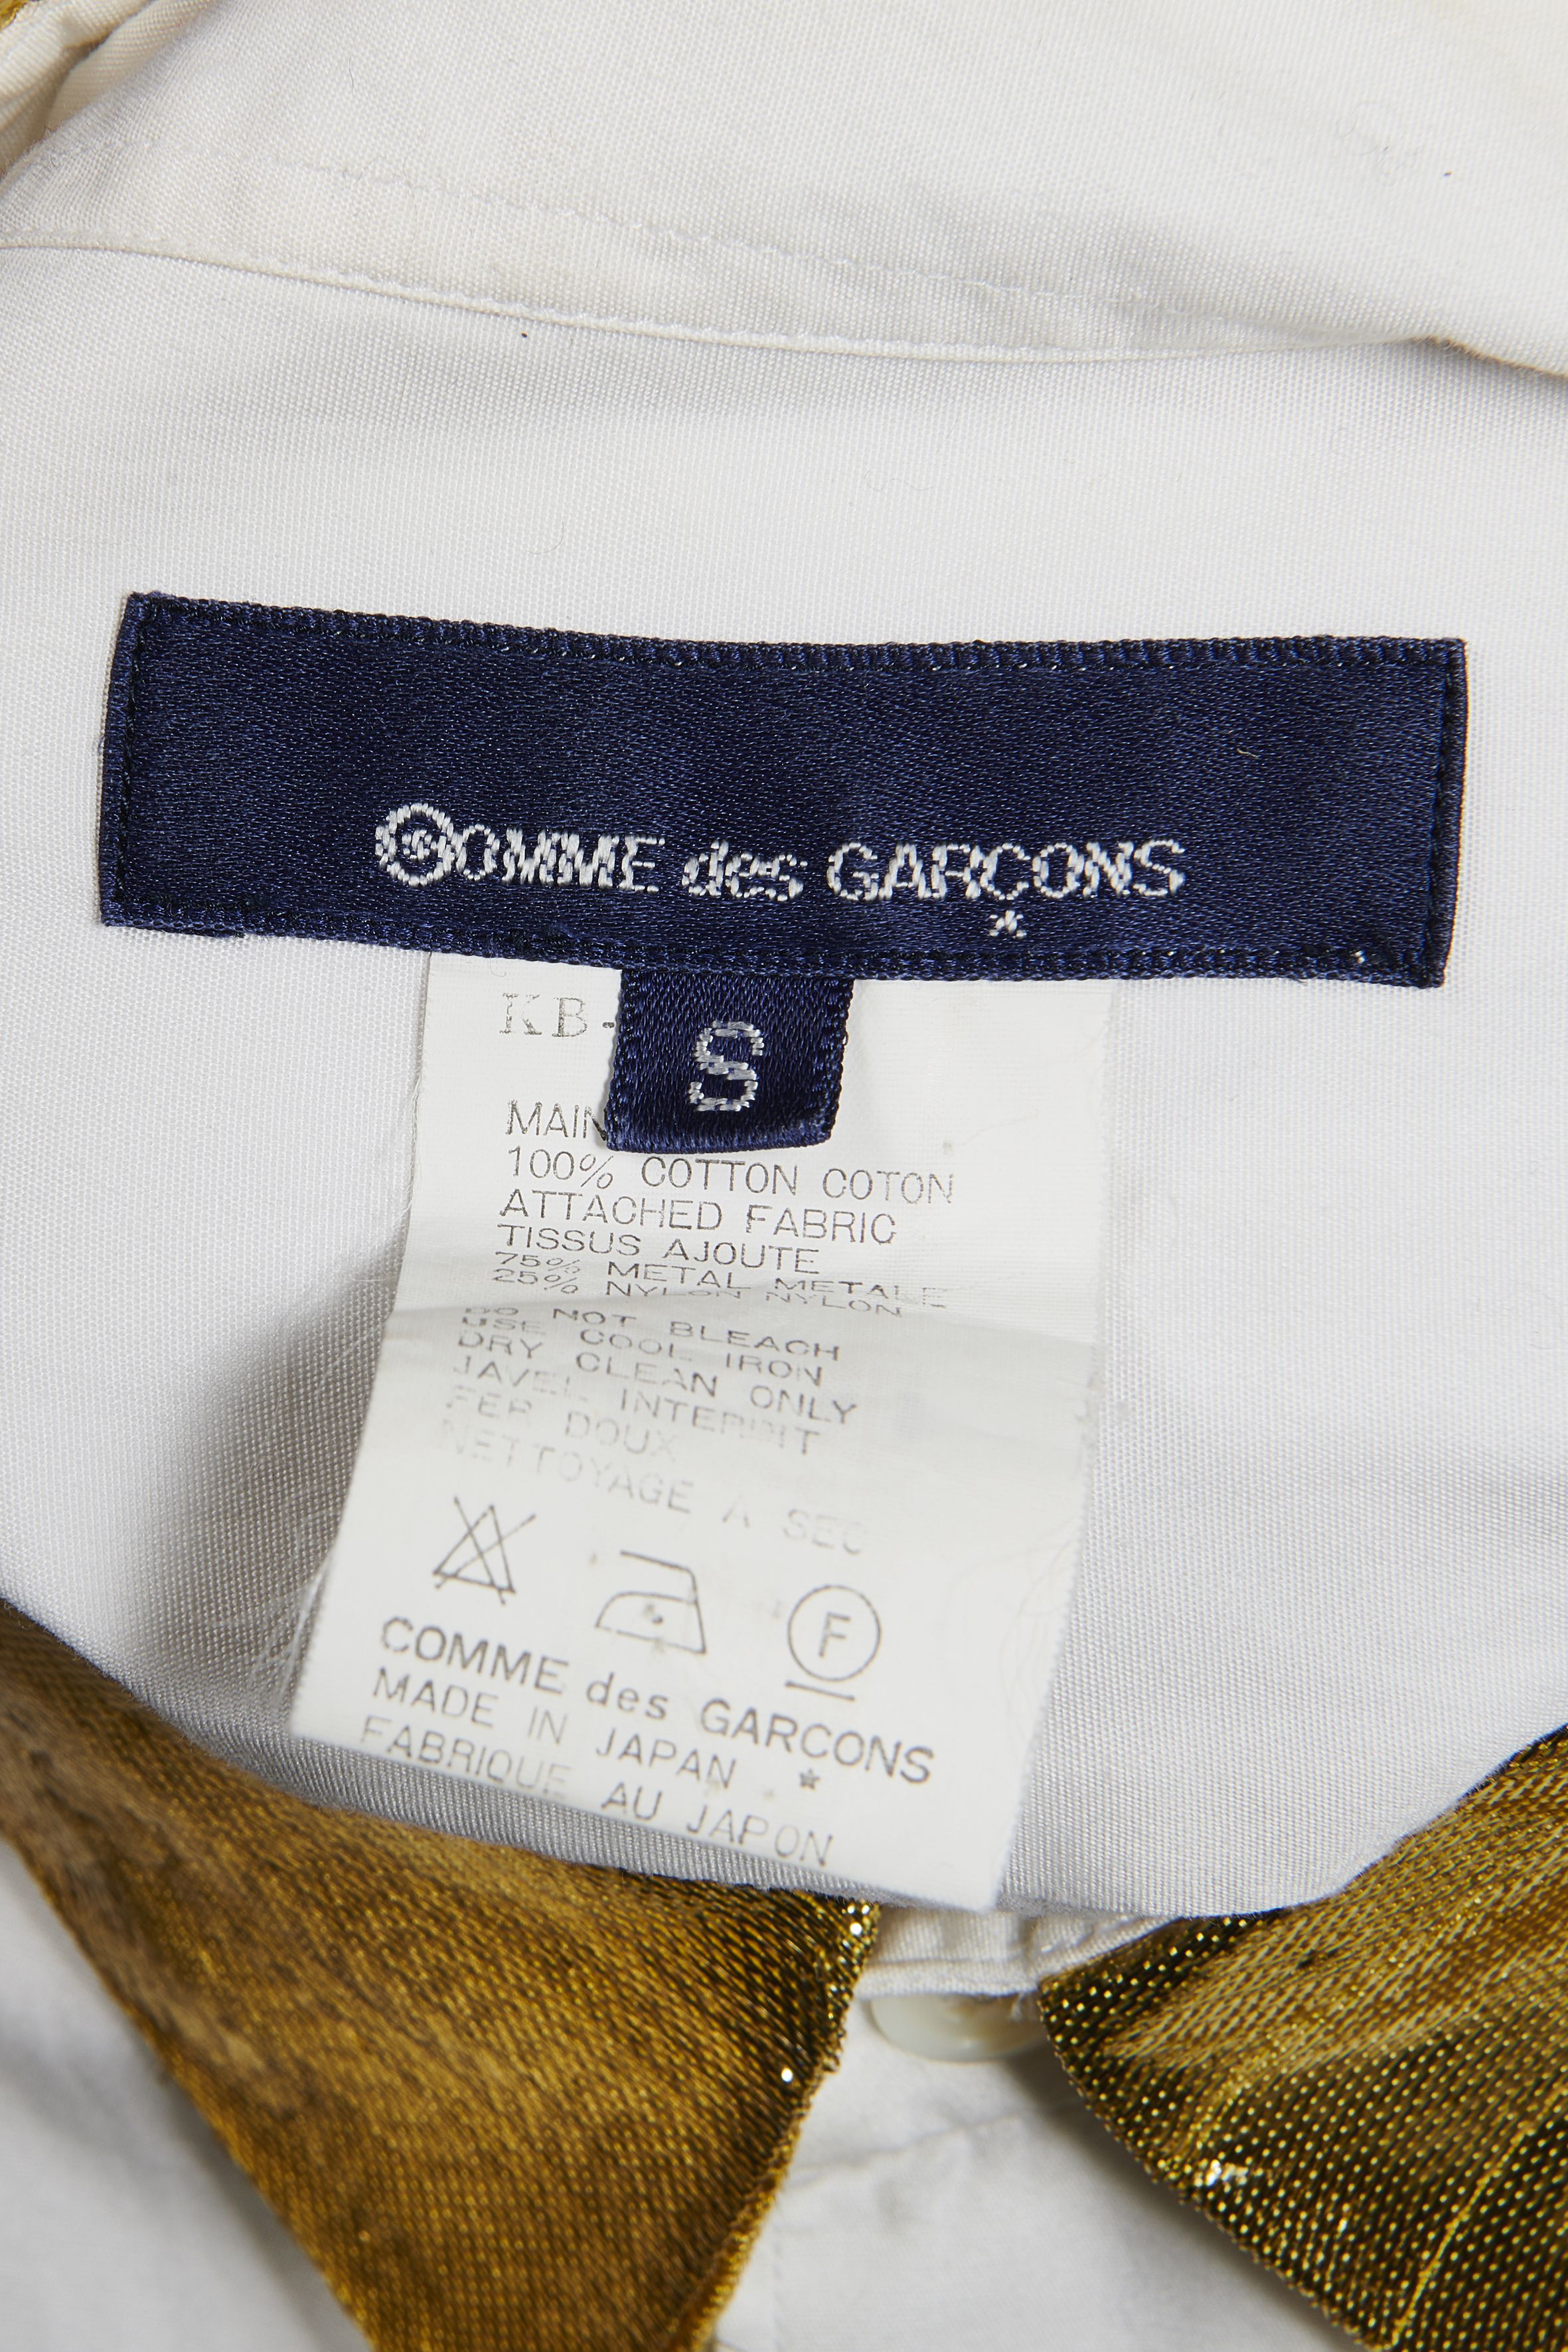 COMME des GARÇONS
*
S
KB-
MAIN
100% COTTON COTON
ATTACHED FABRIC
TISSUS AJOUTE
75% METAL METALE
25% NYLON NYLON
DO NOT BLEACH
USE COOL IRON
DRY CLEAN ONLY
JAVEL INTERDIT
FER DOUX
NETTOYAGE A SEC
F
COMME des GARCONS
*
MADE IN JAPAN
FABRIQUE AU JAPON